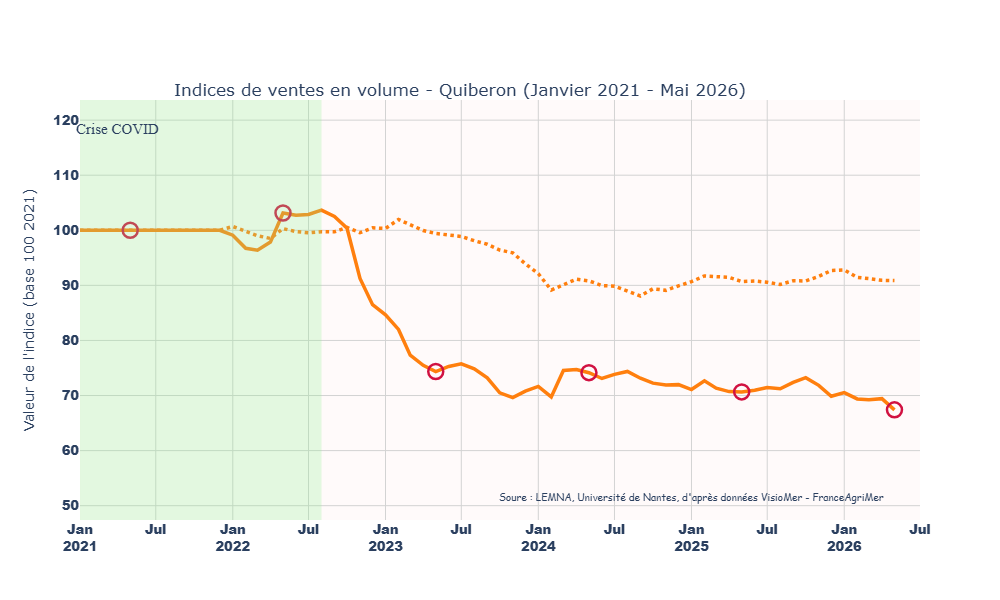 Indices de ventes en volume - Quiberon (Janvier 2021 - Mai 2026)
Valeur de l'indice (base 100 2021)
120
Crise COVID
110
100
90
80
70
60
50
Soure : LEMNA, Université de Nantes, d'après données VisioMer - FranceAgriMer
Jan Jul Jan Jul Jan Jul Jan Jul Jan Jul Jan Jul
2021 2022 2023 2024 2025 2026